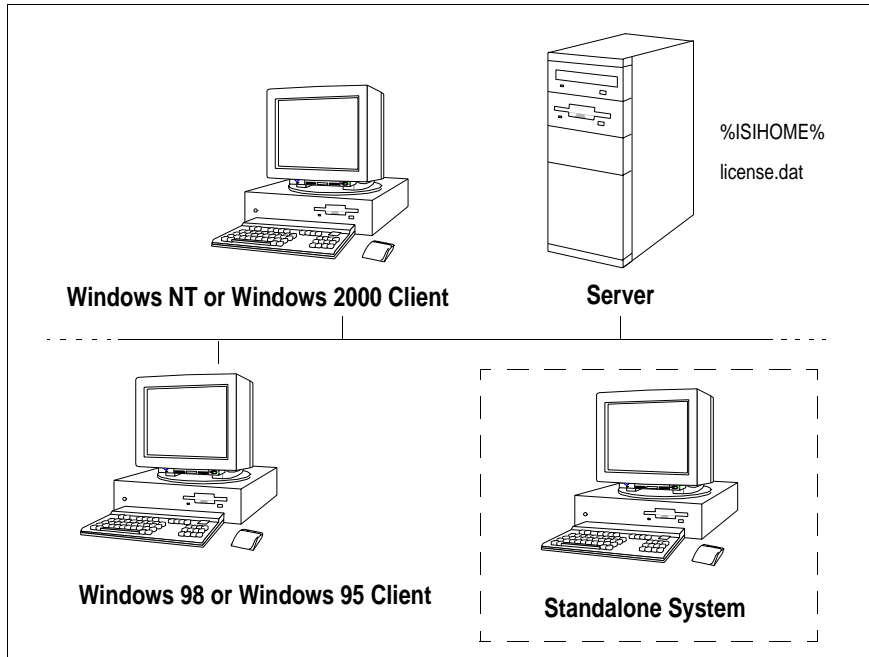 %ISIHOME%
license.dat
Windows NT or Windows 2000 Client
Server
Windows 98 or Windows 95 Client
Standalone System